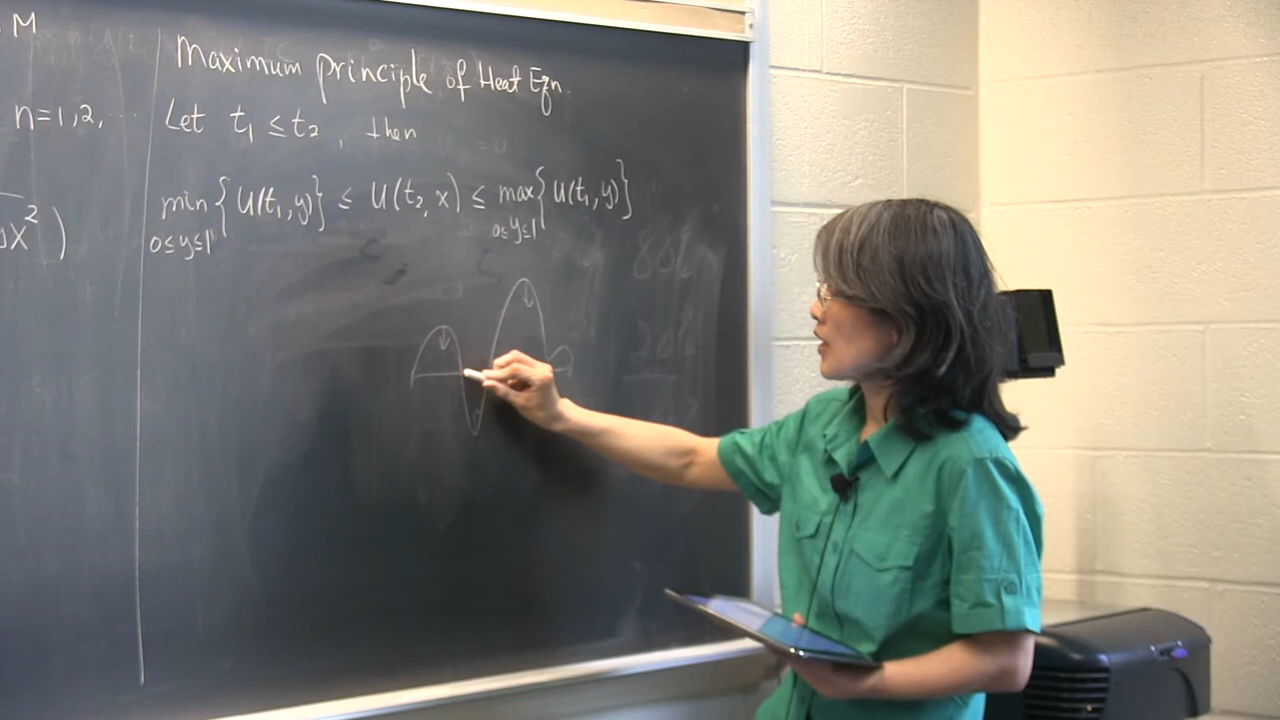 M
n=1,2,...
x²)
Maximum principle of Heat Eqn.
Let t₁ ≤ t₂, then
min{U(t₁,y)} ≤ U(t₂,x) ≤ max{U(t₁,y)}
0≤y≤1 0≤y≤1